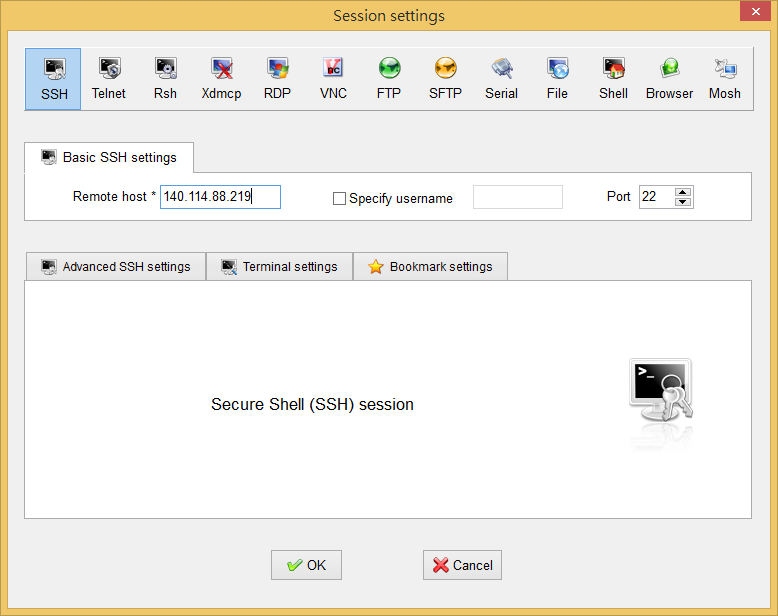 Session settings
SSH Telnet Rsh Xdmcp RDP VNC FTP SFTP Serial File Shell Browser Mosh
Basic SSH settings
Remote host * 140.114.88.219 Specify username Port 22
Advanced SSH settings Terminal settings Bookmark settings
Secure Shell (SSH) session
OK Cancel